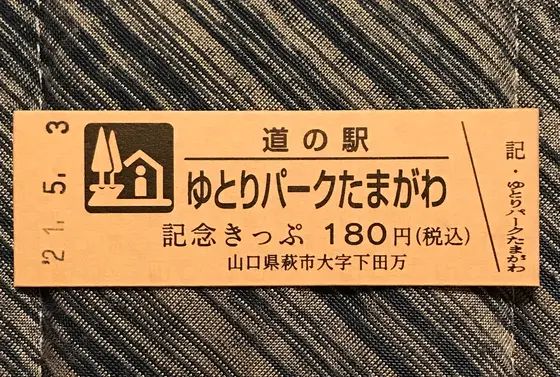 '21. 5. 3
道の駅
ゆとりパークたまがわ
記念きっぷ 180円(税込)
山口県萩市大字下田万
記・ゆとりパークたまがわ